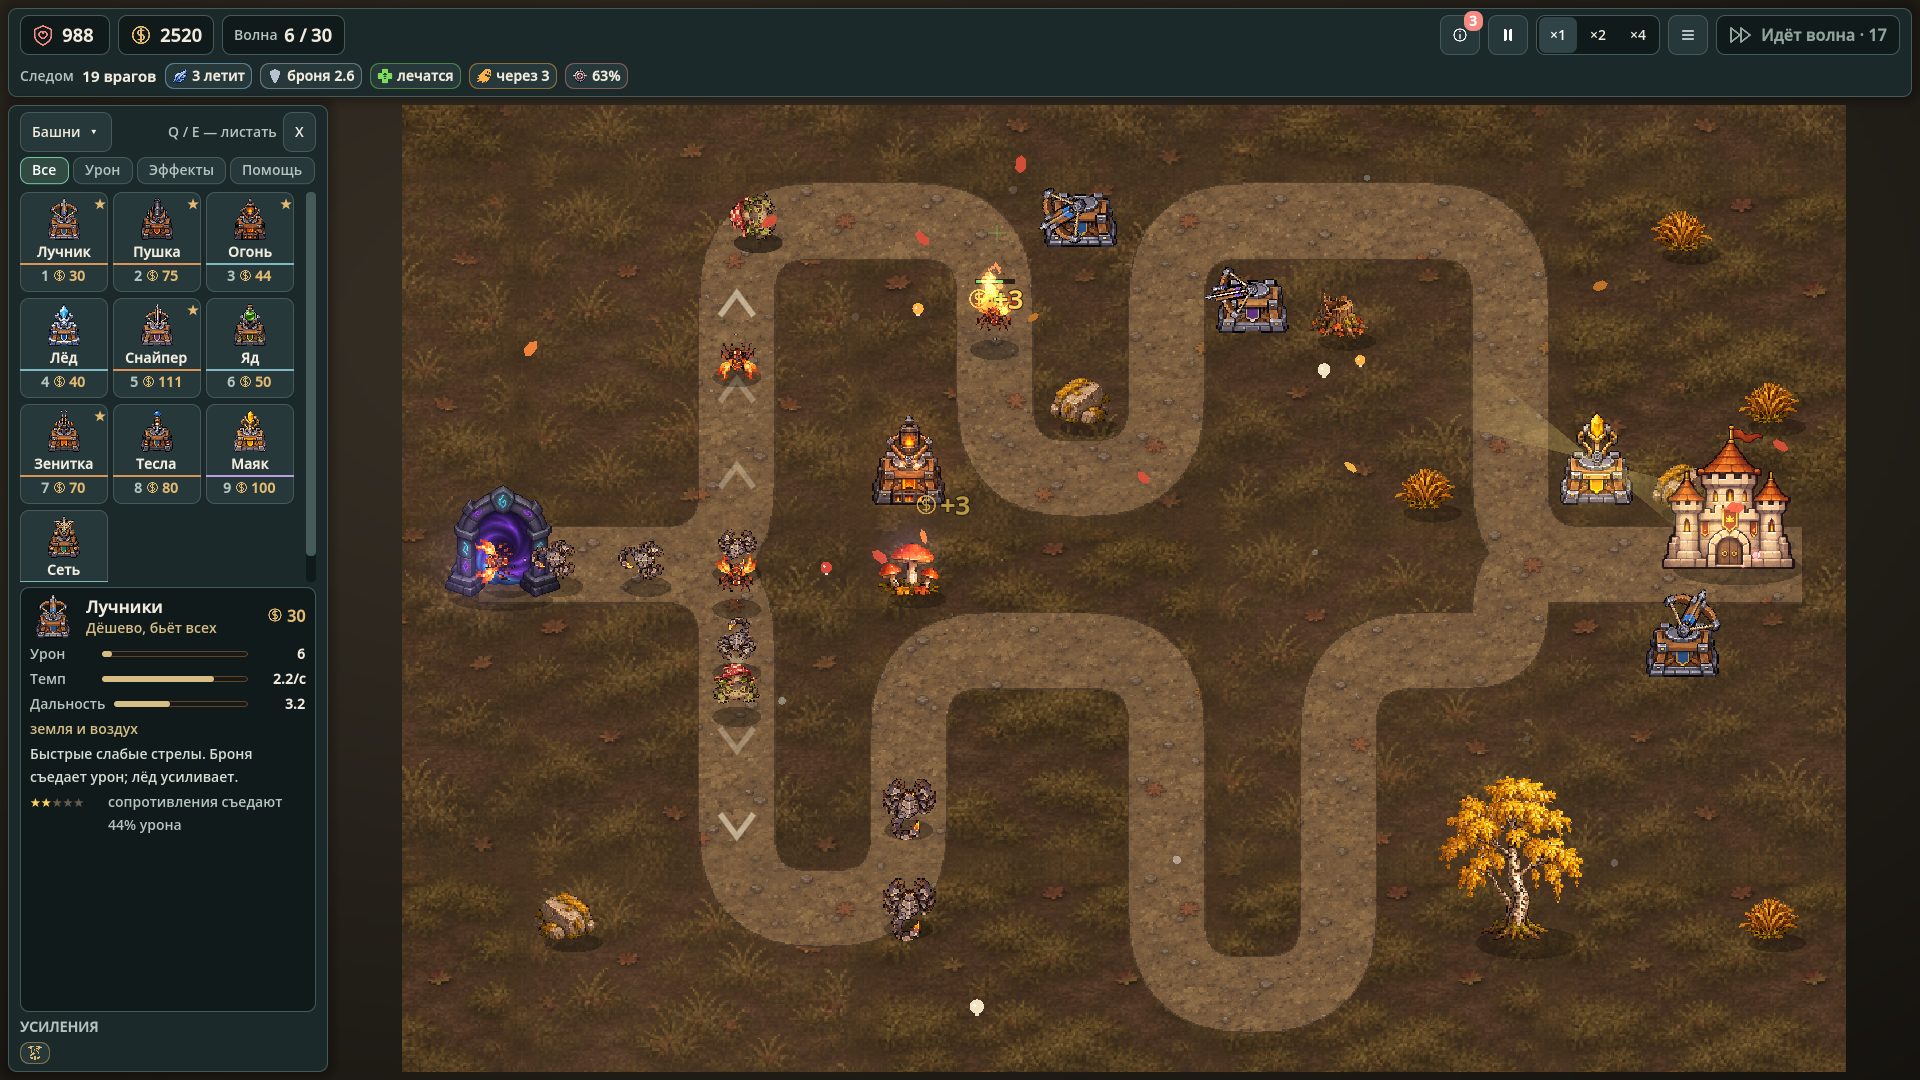 988
2520
Волна 6 / 30
3
×1 ×2 ×4
Идёт волна · 17
Следом 19 врагов
3 летит
броня 2.6
лечатся
через 3
63%
Башни
Q / E — листать
X
Все Урон Эффекты Помощь
Лучник Пушка Огонь
1 30 2 75 3 44
Лёд Снайпер Яд
4 40 5 111 6 50
Зенитка Тесла Маяк
7 70 8 80 9 100
Сеть
Лучники
Дёшево, бьёт всех
30
Урон 6
Темп 2.2/с
Дальность 3.2
земля и воздух
Быстрые слабые стрелы. Броня
съедает урон; лёд усиливает.
★★★★★ сопротивления съедают
44% урона
УСИЛЕНИЯ
+3
+3